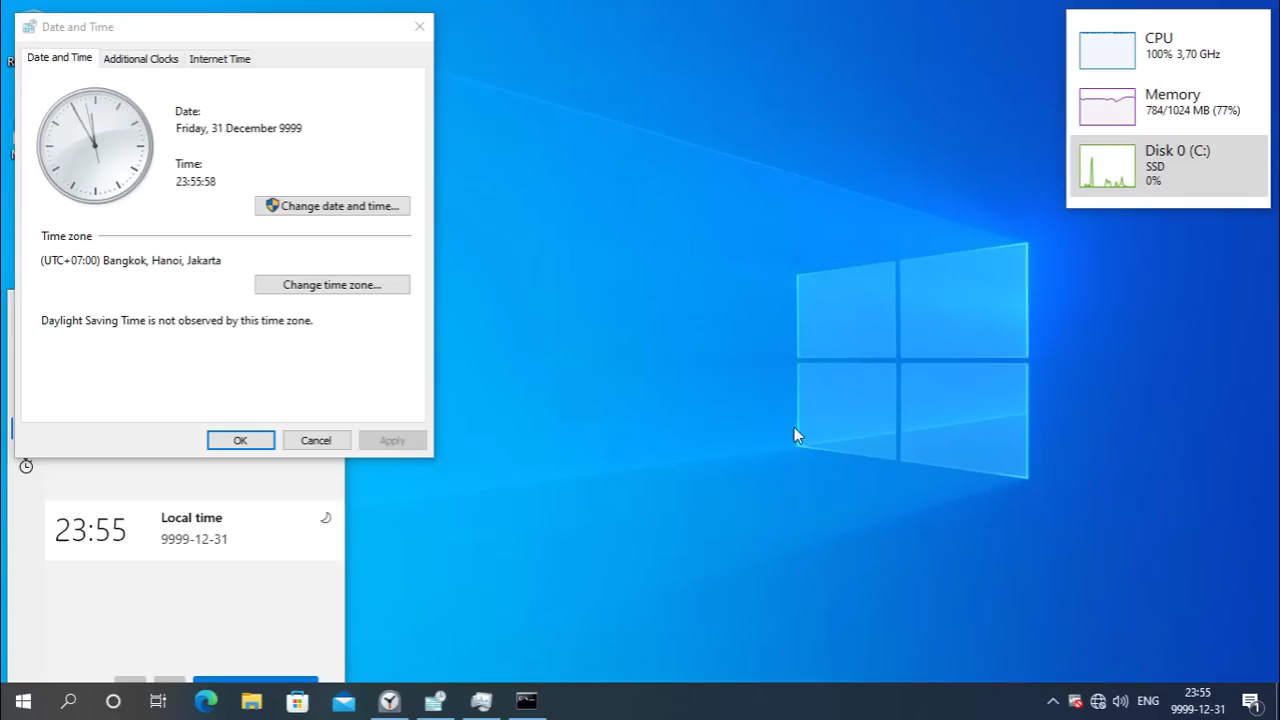 Date and Time
Date and Time
Additional Clocks
Internet Time
Date:
Friday, 31 December 9999
Time:
23:55:58
Change date and time...
Time zone
(UTC+07:00) Bangkok, Hanoi, Jakarta
Change time zone...
Daylight Saving Time is not observed by this time zone.
OK
Cancel
Apply
23:55
Local time
9999-12-31
CPU
100% 3,70 GHz
Memory
784/1024 MB (77%)
Disk 0 (C:)
SSD
0%
ENG
23:55
9999-12-31
1